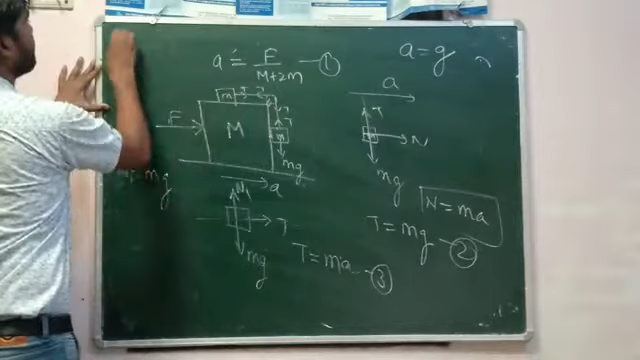 a = F / M+2m — ①
a = g
a
m T T
F
T
T
M
m
m N
mg
mg
mg
a
N = ma
N
T
T = mg — ②
mg
T = ma — ③